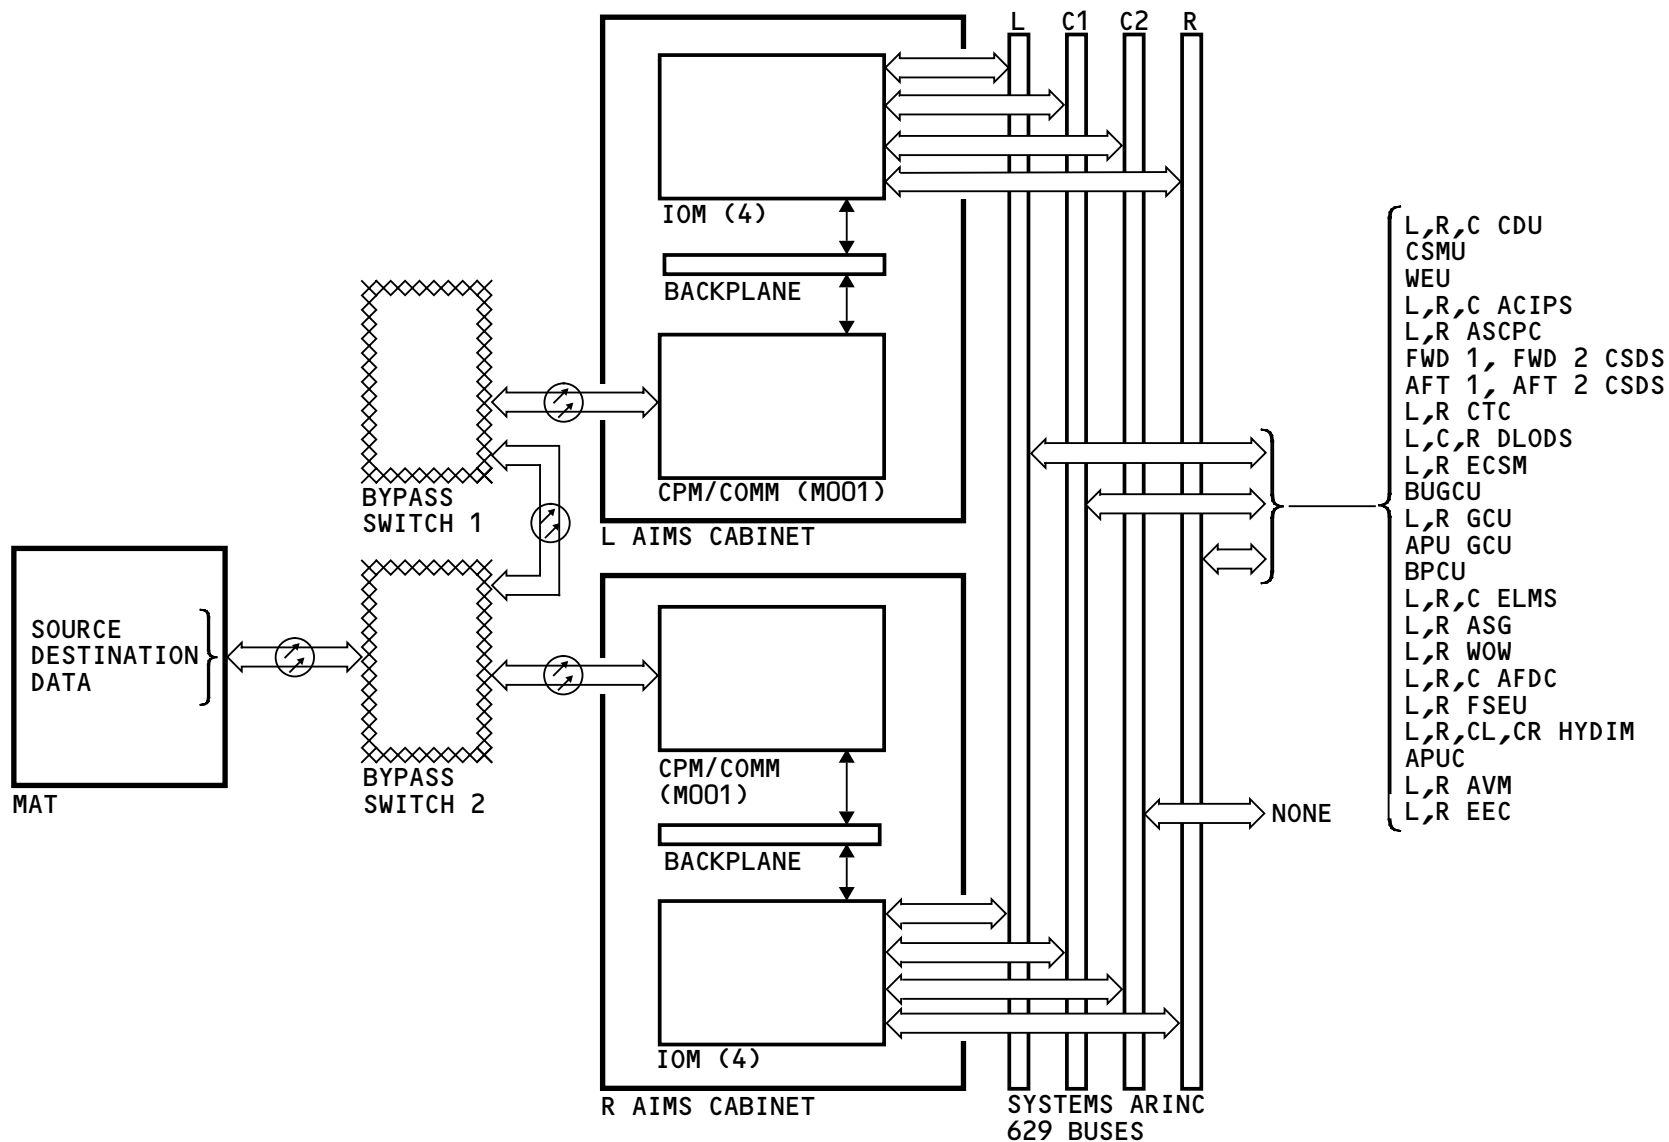 L C1 C2 R
IOM (4)
BACKPLANE
CPM/COMM (M001)
L AIMS CABINET
BYPASS
SWITCH 1
SOURCE
DESTINATION
DATA
MAT
BYPASS
SWITCH 2
CPM/COMM
(M001)
BACKPLANE
IOM (4)
R AIMS CABINET
SYSTEMS ARINC
629 BUSES
L,R,C CDU
CSMU
WEU
L,R,C ACIPS
L,R ASCPC
FWD 1, FWD 2 CSDS
AFT 1, AFT 2 CSDS
L,R CTC
L,C,R DLODS
L,R ECSM
BUGCU
L,R GCU
APU GCU
BPCU
L,R,C ELMS
L,R ASG
L,R WOW
L,R,C AFDC
L,R FSEU
L,R,CL,CR HYDIM
APUC
L,R AVM
L,R EEC
NONE